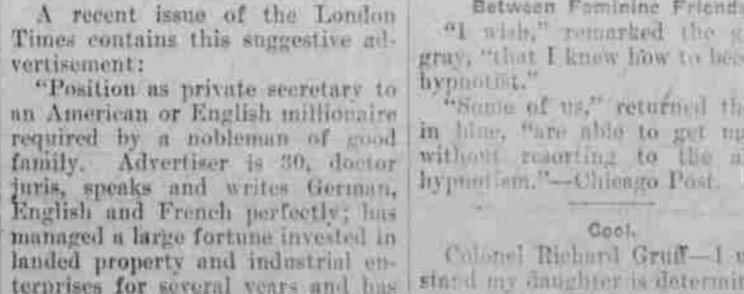 A recent issue of the London
Times contains this suggestive ad-
vertisement:
"Position as private secretary to
an American or English millionaire
required by a nobleman of good
family. Advertiser is 30, doctor
juris, speaks and writes German,
English and French perfectly; has
managed a large fortune invested in
landed property and industrial en-
terprises for several years and has
Between Feminine Friends
"I wish," remarked the
gray, "that I knew how to
hypnotist."
"Some of us," returned
in blue, "are able to get
without resorting to the
hypnotism."—Chicago Post.
Cool.
Colonel Richard Gruff—I
stand my daughter is